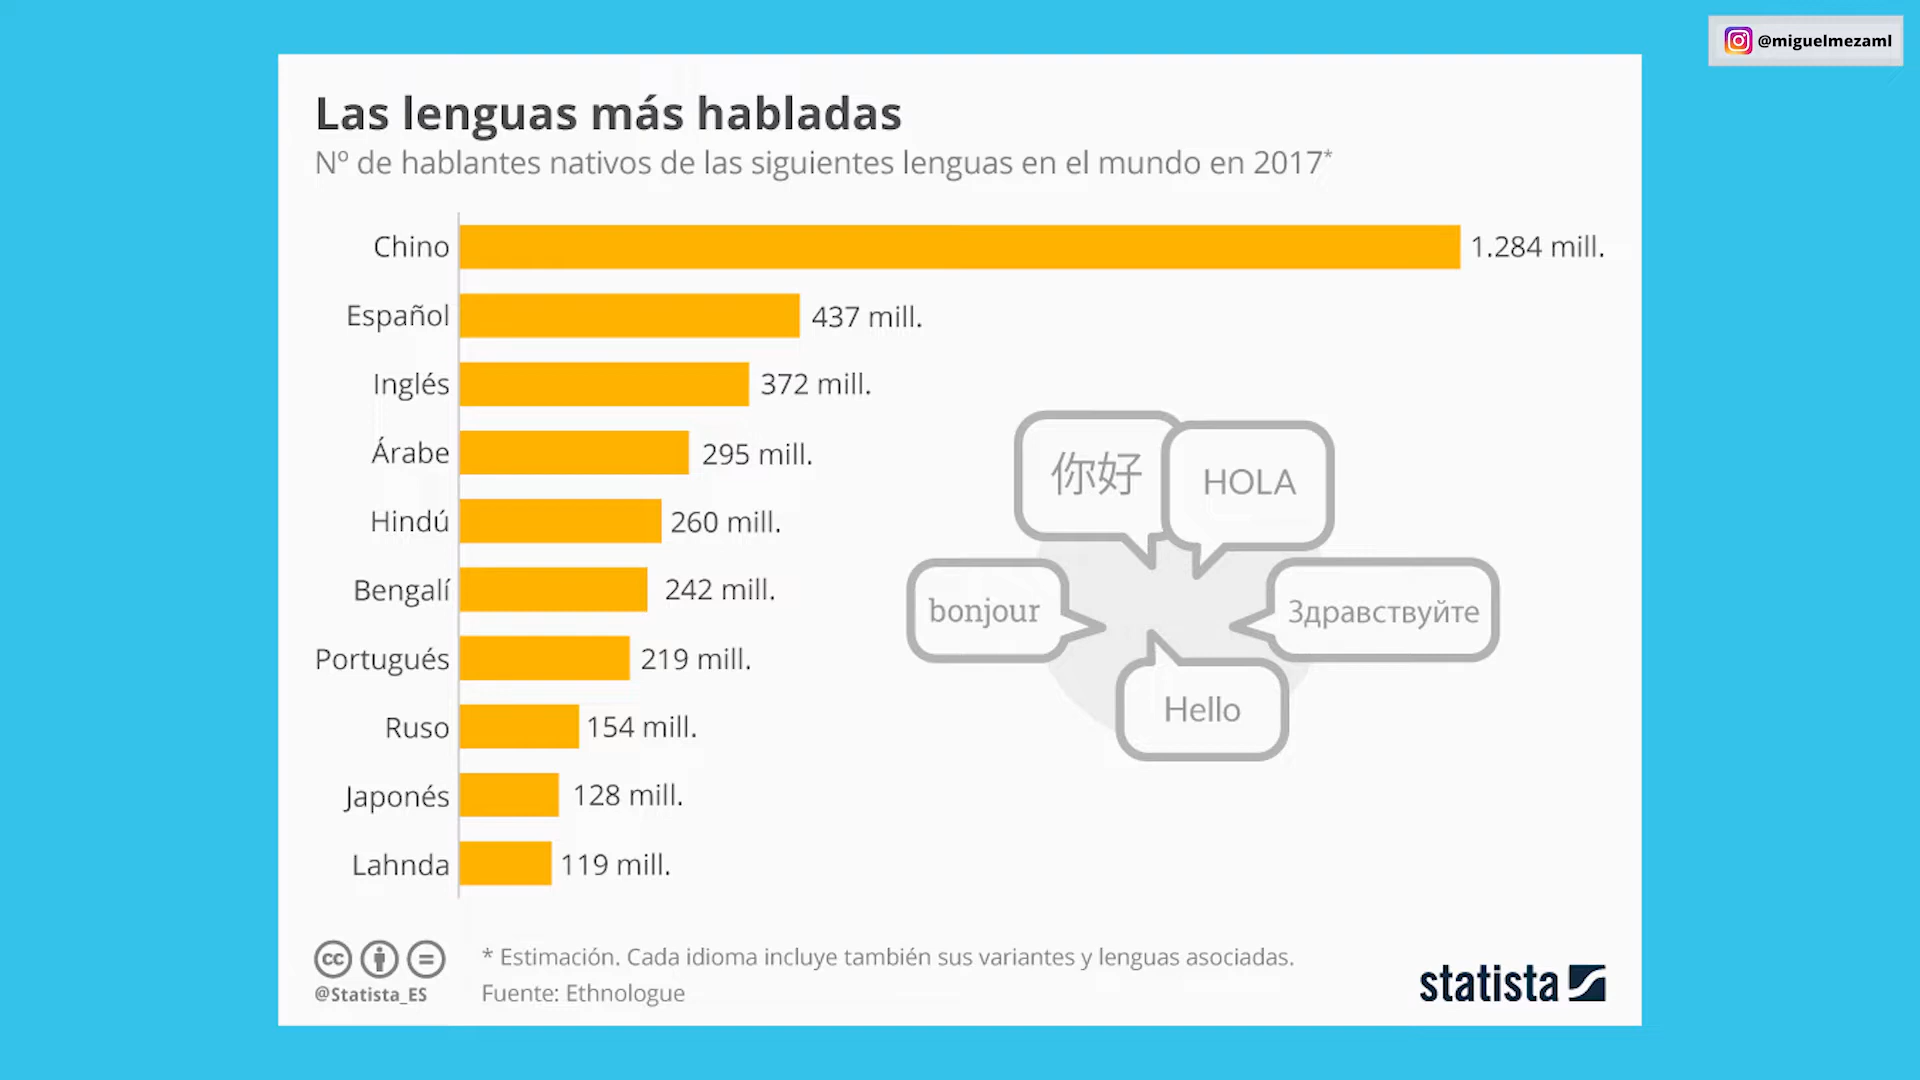 @miguelmezaml
Las lenguas más habladas
Nº de hablantes nativos de las siguientes lenguas en el mundo en 2017*
Chino 1.284 mill.
Español 437 mill.
Inglés 372 mill.
Árabe 295 mill.
Hindú 260 mill.
Bengalí 242 mill.
Portugués 219 mill.
Ruso 154 mill.
Japonés 128 mill.
Lahnda 119 mill.
你好
HOLA
bonjour
Здравствуйте
Hello
cc
@Statista_ES
* Estimación. Cada idioma incluye también sus variantes y lenguas asociadas.
Fuente: Ethnologue
statista